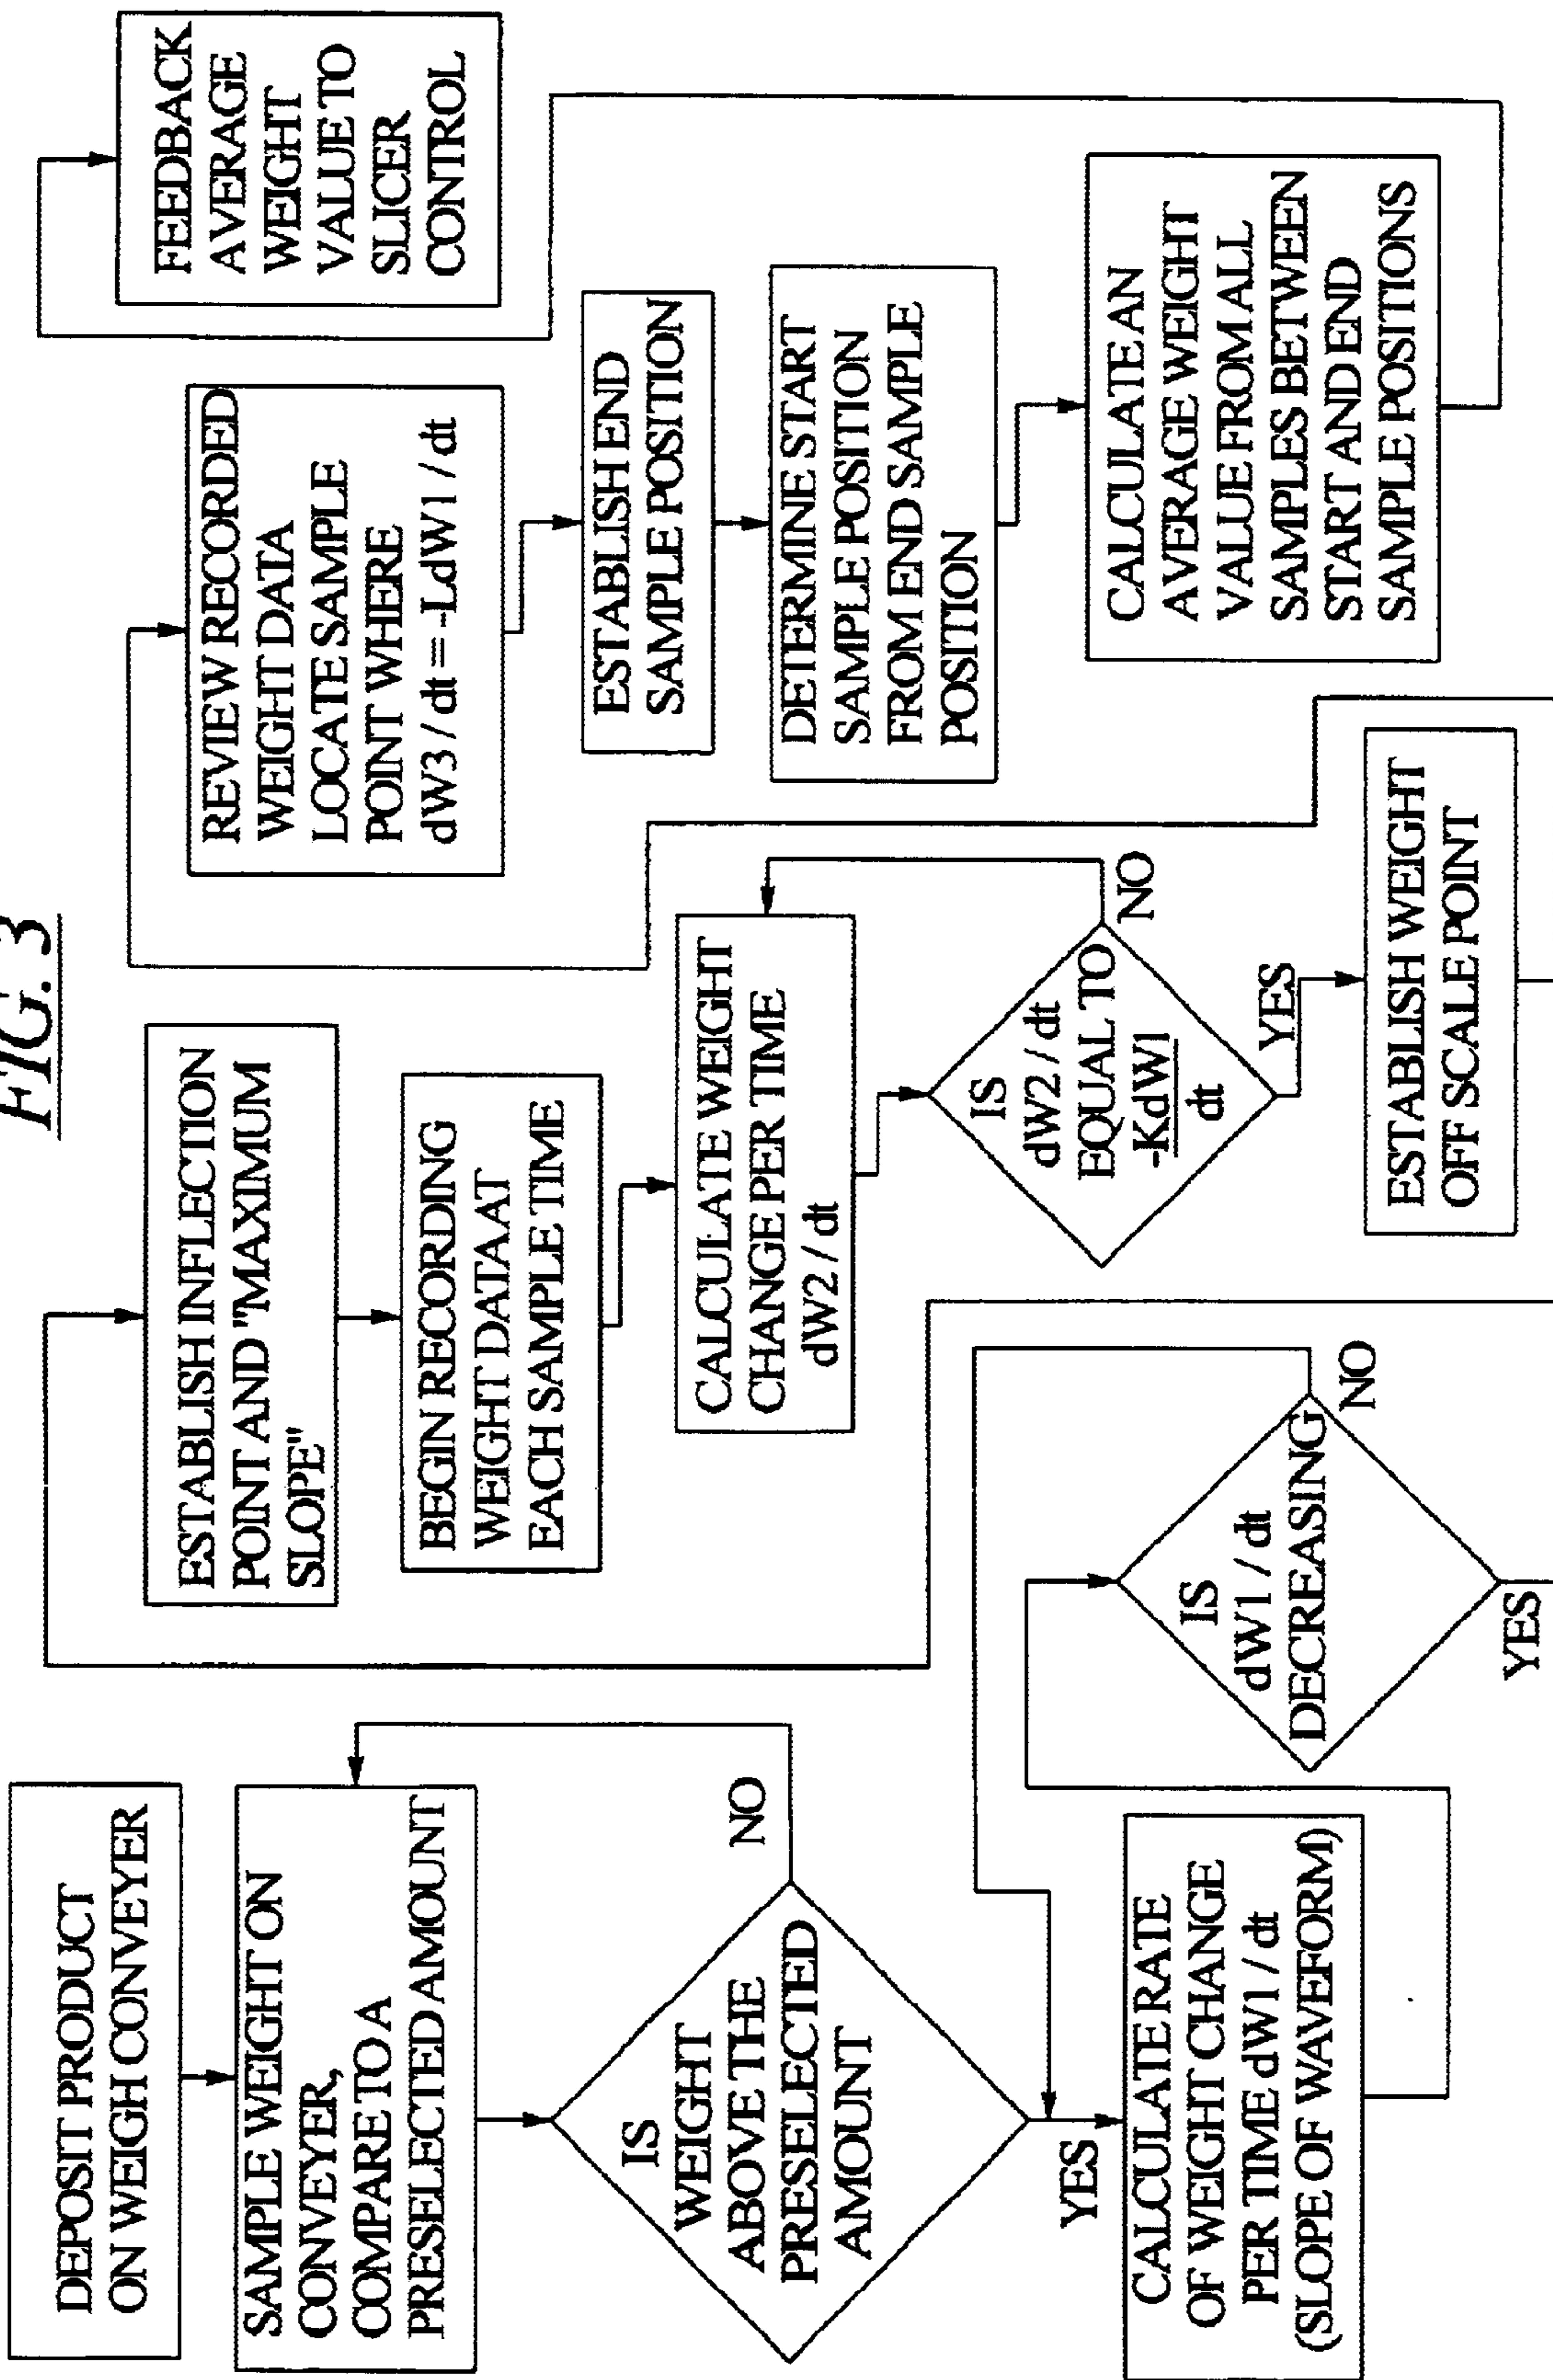 FIG. 3
DEPOSIT PRODUCT
ON WEIGH CONVEYER
SAMPLE WEIGHT ON
CONVEYER,
COMPARE TO A
PRESELECTED AMOUNT
IS
WEIGHT
ABOVE THE
PRESELECTED
AMOUNT
NO
YES
CALCULATE RATE
OF WEIGHT CHANGE
PER TIME dW1 / dt
(SLOPE OF WAVEFORM)
IS
dW1 / dt
DECREASING
NO
YES
ESTABLISH INFLECTION
POINT AND "MAXIMUM
SLOPE"
BEGIN RECORDING
WEIGHT DATA AT
EACH SAMPLE TIME
CALCULATE WEIGHT
CHANGE PER TIME
dW2 / dt
IS
dW2 / dt
EQUAL TO
-KdW1
dt
NO
YES
ESTABLISH WEIGHT
OFF SCALE POINT
REVIEW RECORDED
WEIGHT DATA
LOCATE SAMPLE
POINT WHERE
dW3 / dt = -LdW1 / dt
ESTABLISH END
SAMPLE POSITION
DETERMINE START
SAMPLE POSITION
FROM END SAMPLE
POSITION
CALCULATE AN
AVERAGE WEIGHT
VALUE FROM ALL
SAMPLES BETWEEN
START AND END
SAMPLE POSITIONS
FEEDBACK
AVERAGE
WEIGHT
VALUE TO
SLICER
CONTROL